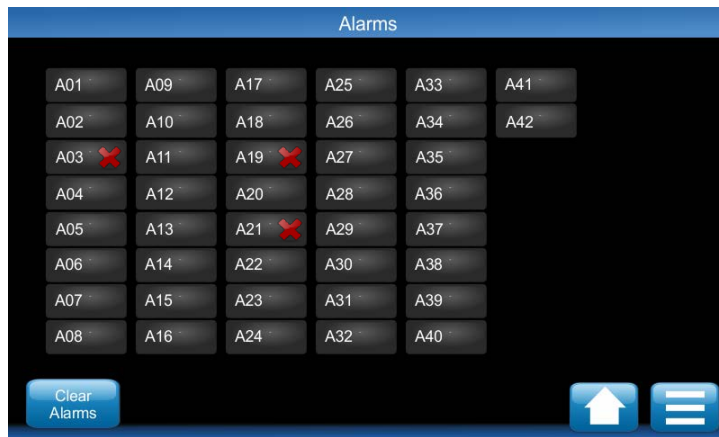 Alarms
A01 A09 A17 A25 A33 A41
A02 A10 A18 A26 A34 A42
A03 A11 A19 A27 A35
A04 A12 A20 A28 A36
A05 A13 A21 A29 A37
A06 A14 A22 A30 A38
A07 A15 A23 A31 A39
A08 A16 A24 A32 A40
Clear
Alarms